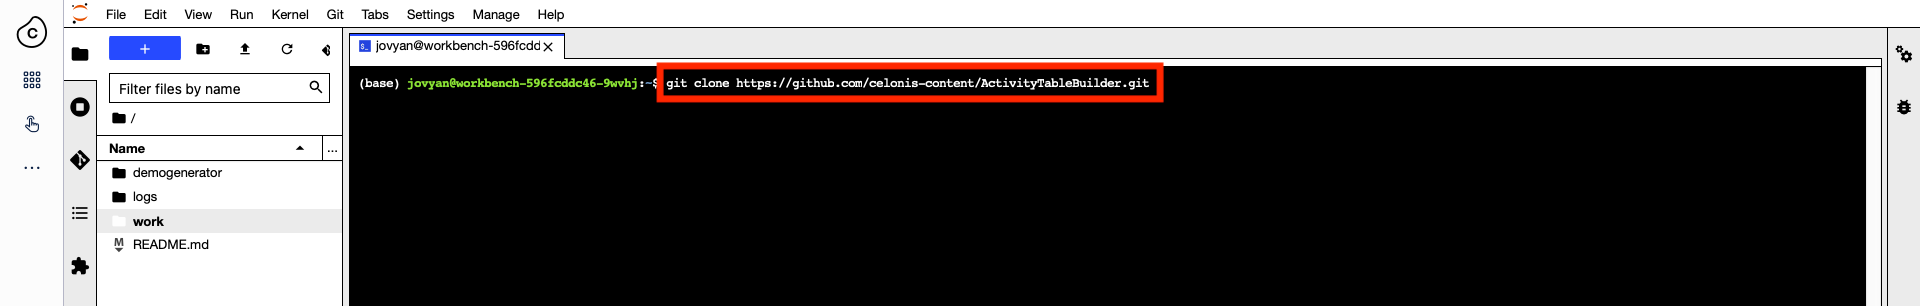 File Edit View Run Kernel Git Tabs Settings Manage Help
C
+
jovyan@workbench-596fcdd
(base) jovyan@workbench-596fcddc46-9wvhj:~$ git clone https://github.com/celonis-content/ActivityTableBuilder.git
Filter files by name
/
Name ...
demogenerator
logs
work
M README.md